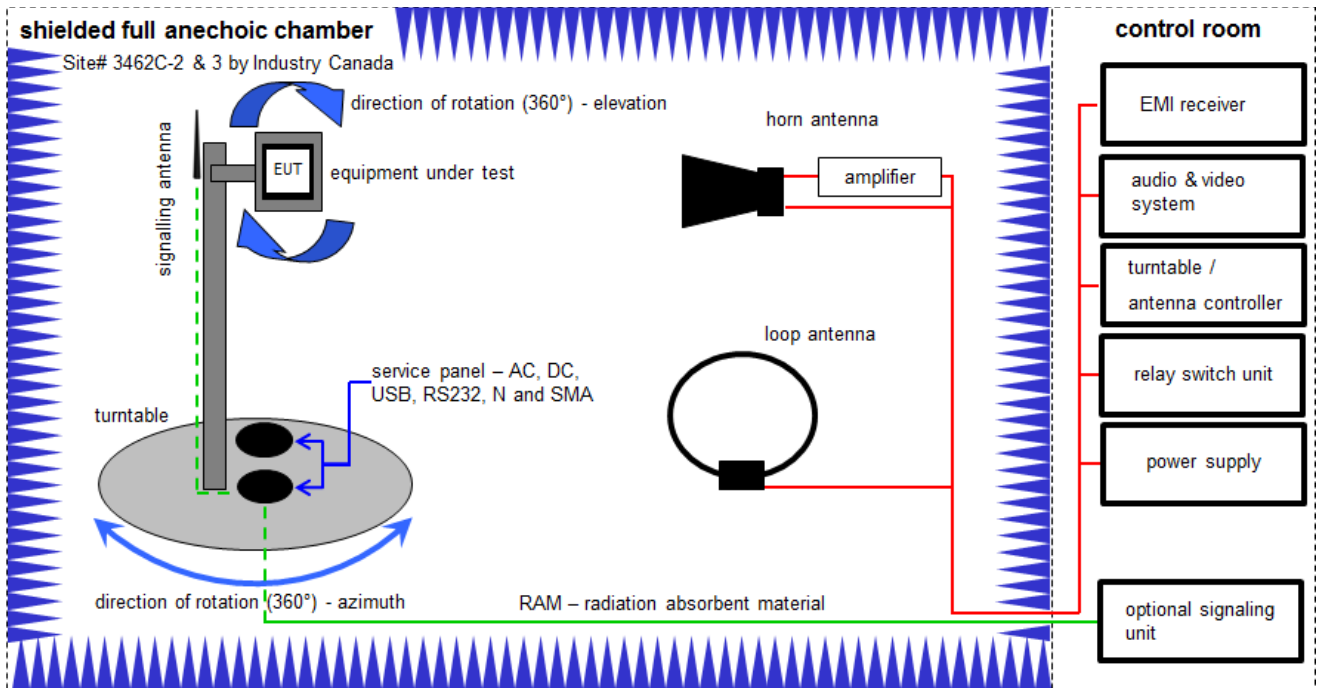 shielded full anechoic chamber
Site# 3462C-2 & 3 by Industry Canada
direction of rotation (360°) - elevation
signalling antenna
EUT
equipment under test
horn antenna
amplifier
loop antenna
service panel – AC, DC,
USB, RS232, N and SMA
turntable
direction of rotation (360°) - azimuth
RAM – radiation absorbent material
control room
EMI receiver
audio & video
system
turntable /
antenna controller
relay switch unit
power supply
optional signaling
unit